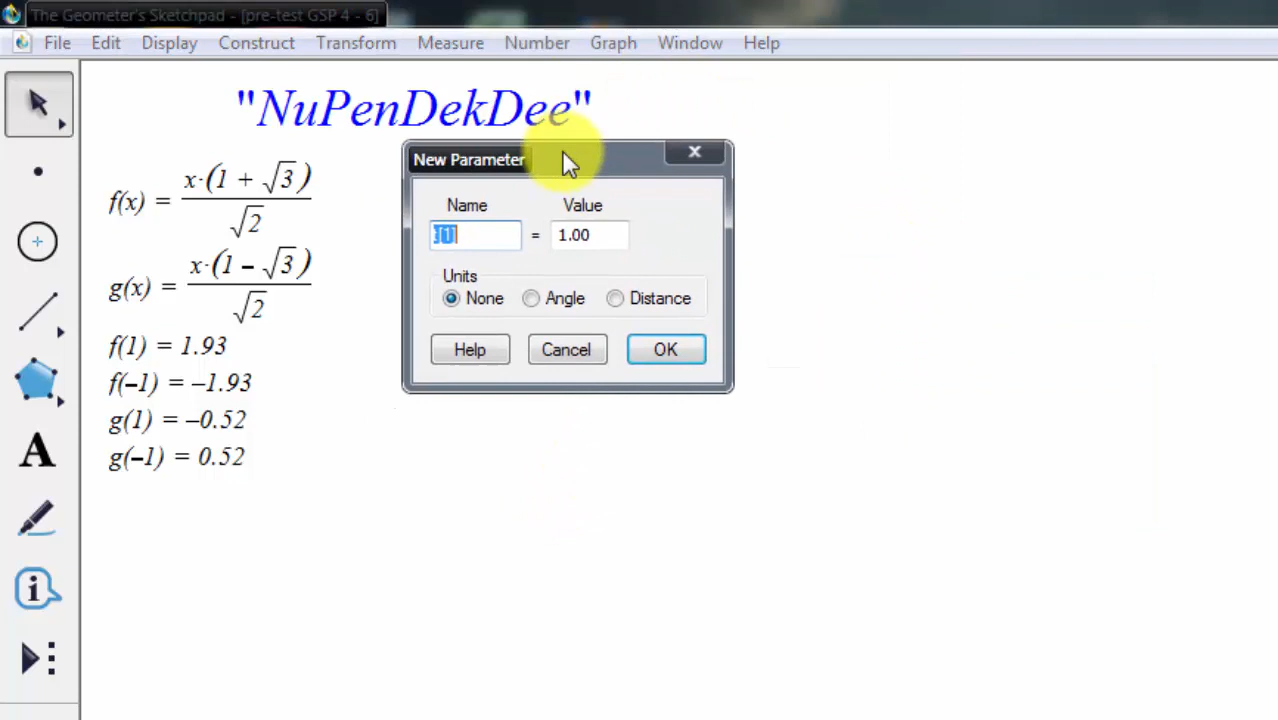 The Geometer's Sketchpad - [pre-test GSP 4 - 6]
File Edit Display Construct Transform Measure Number Graph Window Help
"NuPenDekDee"
New Parameter
f(x) = x·(1 + √3) / √2
Name Value
t[1] = 1.00
g(x) = x·(1 – √3) / √2
Units
None Angle Distance
f(1) = 1.93
Help Cancel OK
f(–1) = –1.93
g(1) = –0.52
g(–1) = 0.52
A